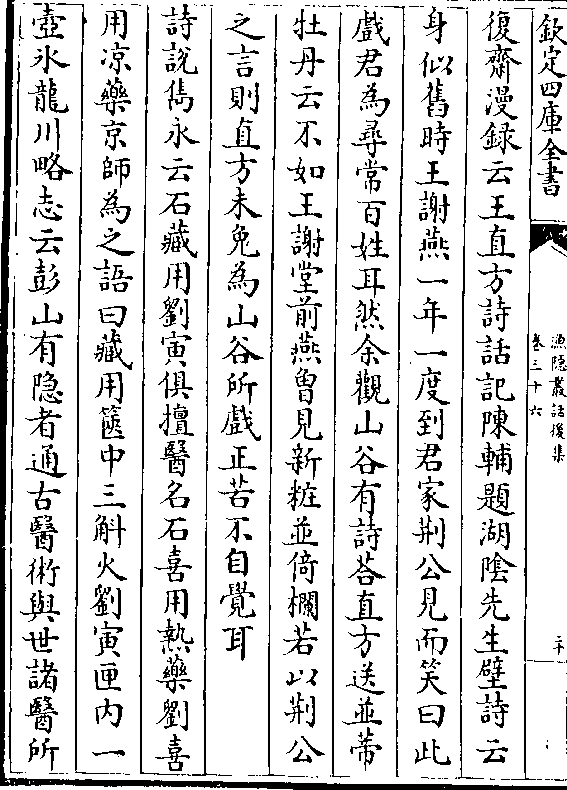 欽定四庫全書
漁隱叢話後集
卷三十六
二十
復齋漫録云王直方詩話記陳輔題湖隂先生壁詩云
身似舊時王謝燕一年一度到君家荆公見而笑曰此
戲君為尋常百姓耳然余觀山谷有詩荅直方送並蒂
牡丹云不如王謝堂前燕曾見新粧並倚欄若以荆公
之言則直方未免為山谷所戲正苦不自覺耳
詩說雋永云石藏用劉寅俱擅醫名石喜用熱藥劉喜
用凉藥京師為之語曰藏用篋中三斛火劉寅匣内一
壺氷龍川略志云彭山有隐者通古醫術與世諸醫所